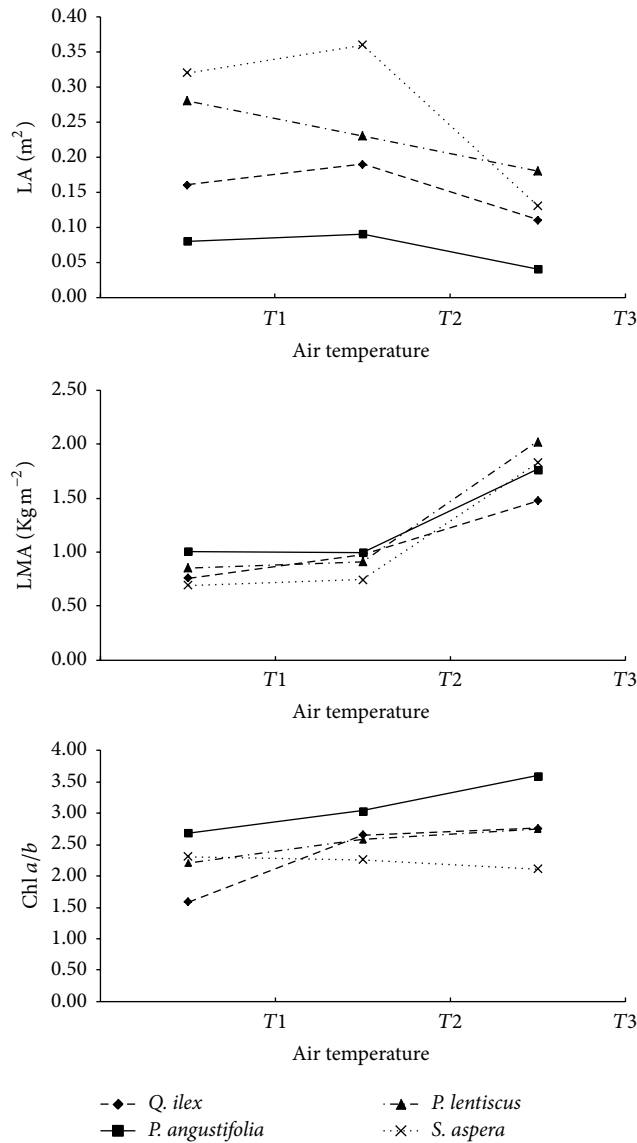 0.40
0.35
0.30
0.25
0.20
0.15
0.10
0.05
0.00
LA (m²)
T1 T2 T3
Air temperature
2.50
2.00
1.50
1.00
0.50
0.00
LMA (Kg m⁻²)
T1 T2 T3
Air temperature
4.00
3.50
3.00
2.50
2.00
1.50
1.00
0.50
0.00
Chl a/b
T1 T2 T3
Air temperature
Q. ilex P. lentiscus
P. angustifolia S. aspera